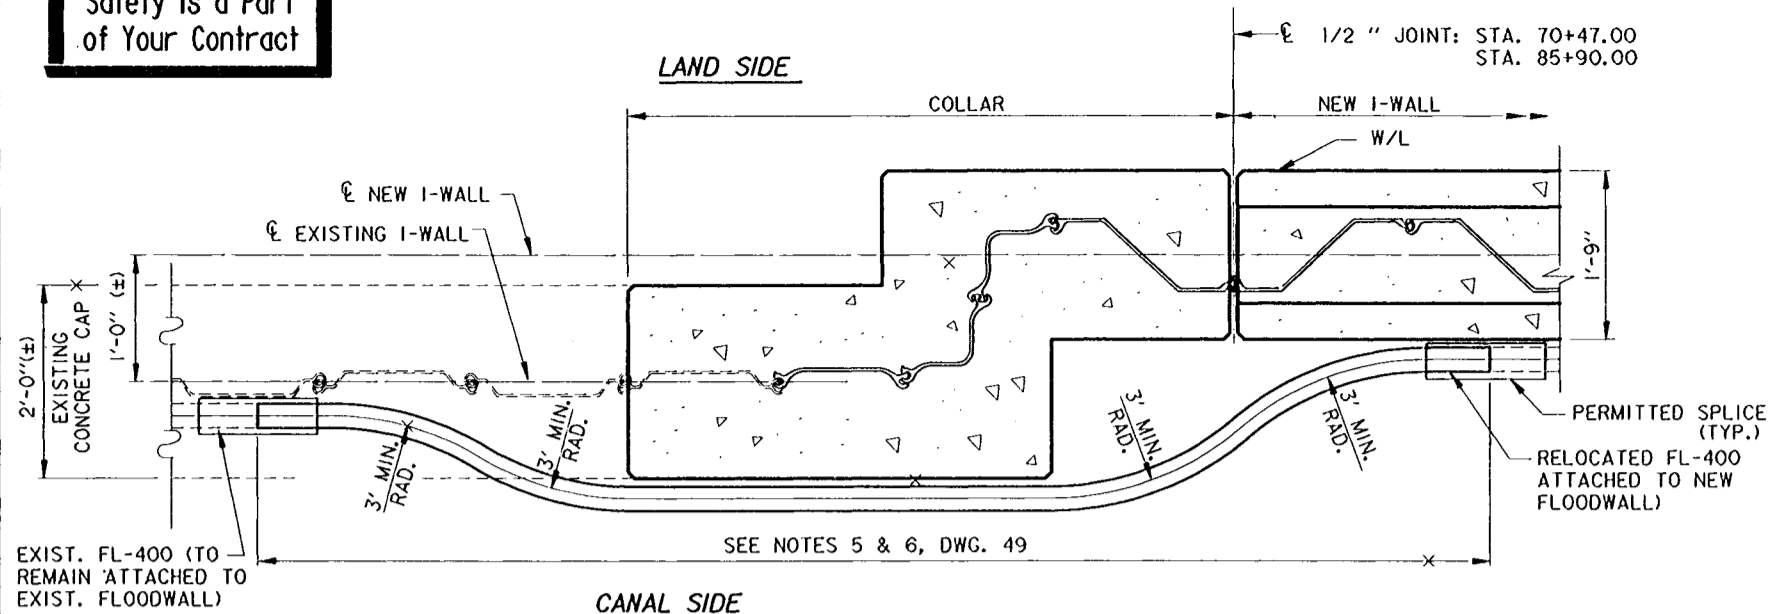 Safety is a Part
of Your Contract
LAND SIDE
℄ 1/2 " JOINT: STA. 70+47.00
STA. 85+90.00
COLLAR
NEW I-WALL
W/L
℄ NEW I-WALL
℄ EXISTING I-WALL
2'-0"(±)
EXISTING
CONCRETE CAP
1'-0" (±)
1'-9"
3' MIN.
RAD.
3' MIN.
RAD.
3' MIN.
RAD.
3' MIN.
RAD.
PERMITTED SPLICE
(TYP.)
RELOCATED FL-400
ATTACHED TO NEW
FLOODWALL)
SEE NOTES 5 & 6, DWG. 49
EXIST. FL-400 (TO
REMAIN ATTACHED TO
EXIST. FLOODWALL)
CANAL SIDE